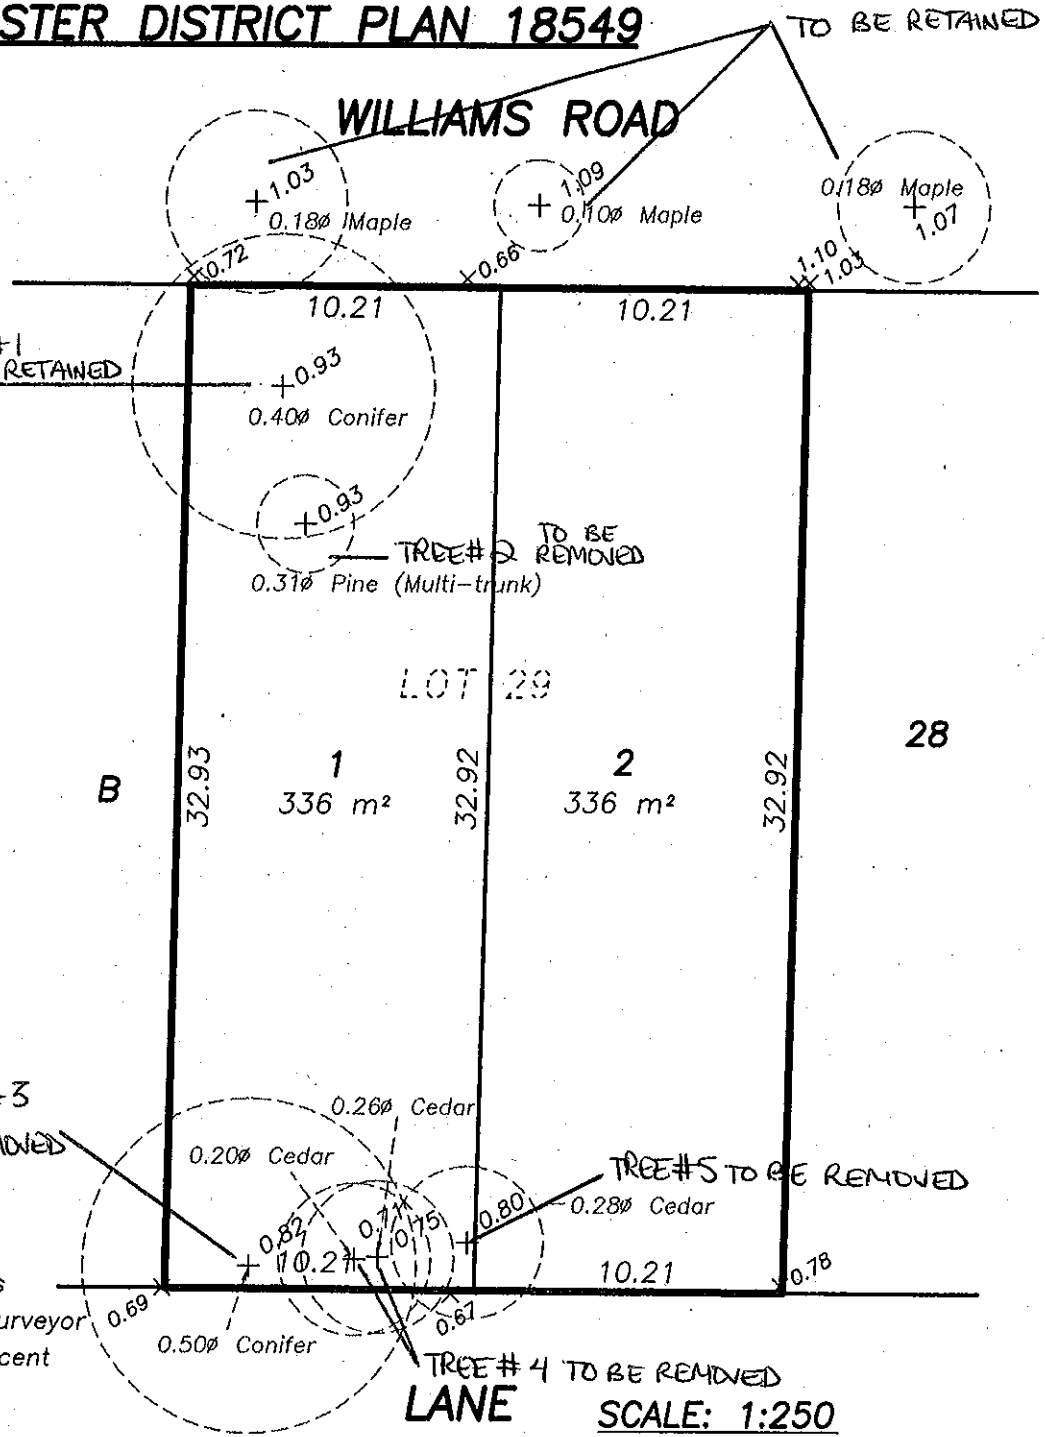 STER DISTRICT PLAN 18549
TO BE RETAINED
WILLIAMS ROAD
1.03
0.18ø Maple
1.09
0.10ø Maple
0.18ø Maple
1.07
0.72
0.66
1.10
1.03
10.21
10.21
#1
RETAINED
0.93
0.40ø Conifer
0.93
TREE#2 TO BE
REMOVED
0.31ø Pine (Multi-trunk)
LOT 29
B
32.93
1
336 m²
32.92
2
336 m²
32.92
28
#3
MOVED
0.26ø Cedar
0.20ø Cedar
TREE#5 TO BE REMOVED
0.28ø Cedar
0.82
0.71
0.75
0.80
10.21
10.21
0.78
s
urveyor
cent
0.69
0.67
0.50ø Conifer
TREE#4 TO BE REMOVED
LANE
SCALE: 1:250